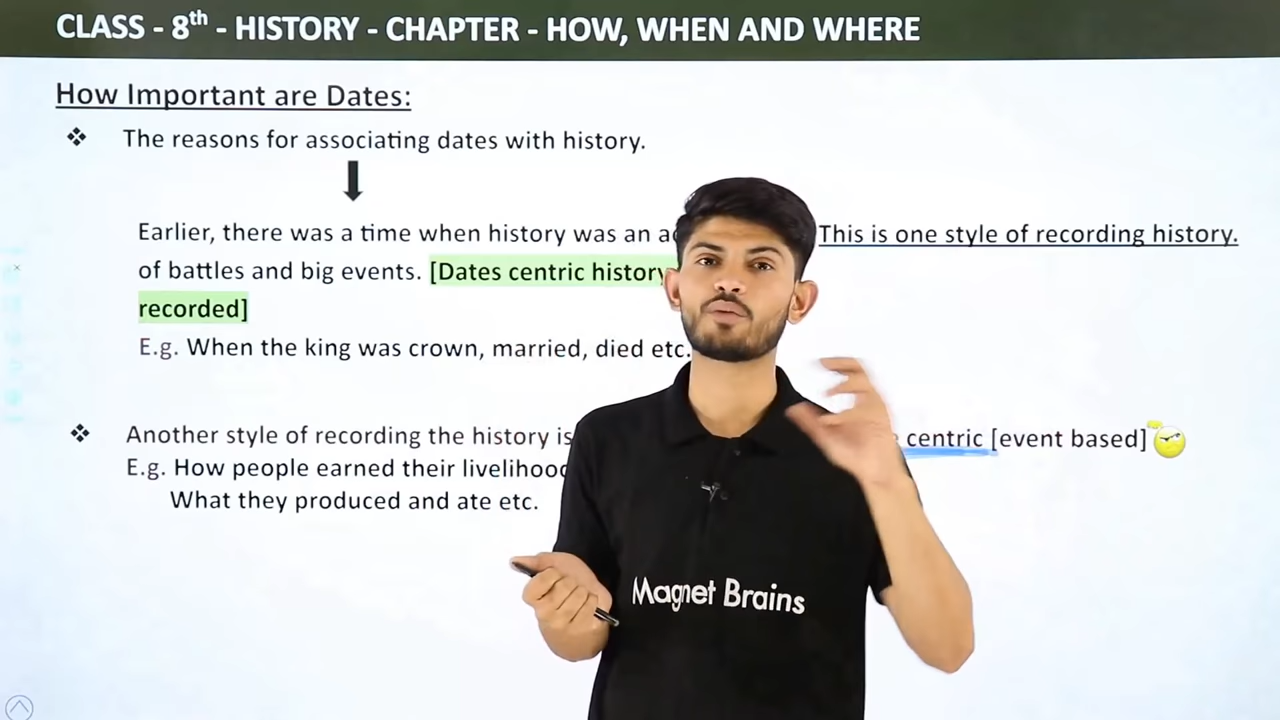 CLASS - 8th - HISTORY - CHAPTER - HOW, WHEN AND WHERE
How Important are Dates:
❖ The reasons for associating dates with history.
Earlier, there was a time when history was an This is one style of recording history.
of battles and big events. [Dates centric history
recorded]
E.g. When the king was crown, married, died etc.
❖ Another style of recording the history is centric [event based]
E.g. How people earned their livelihood
What they produced and ate etc.
Magnet Brains